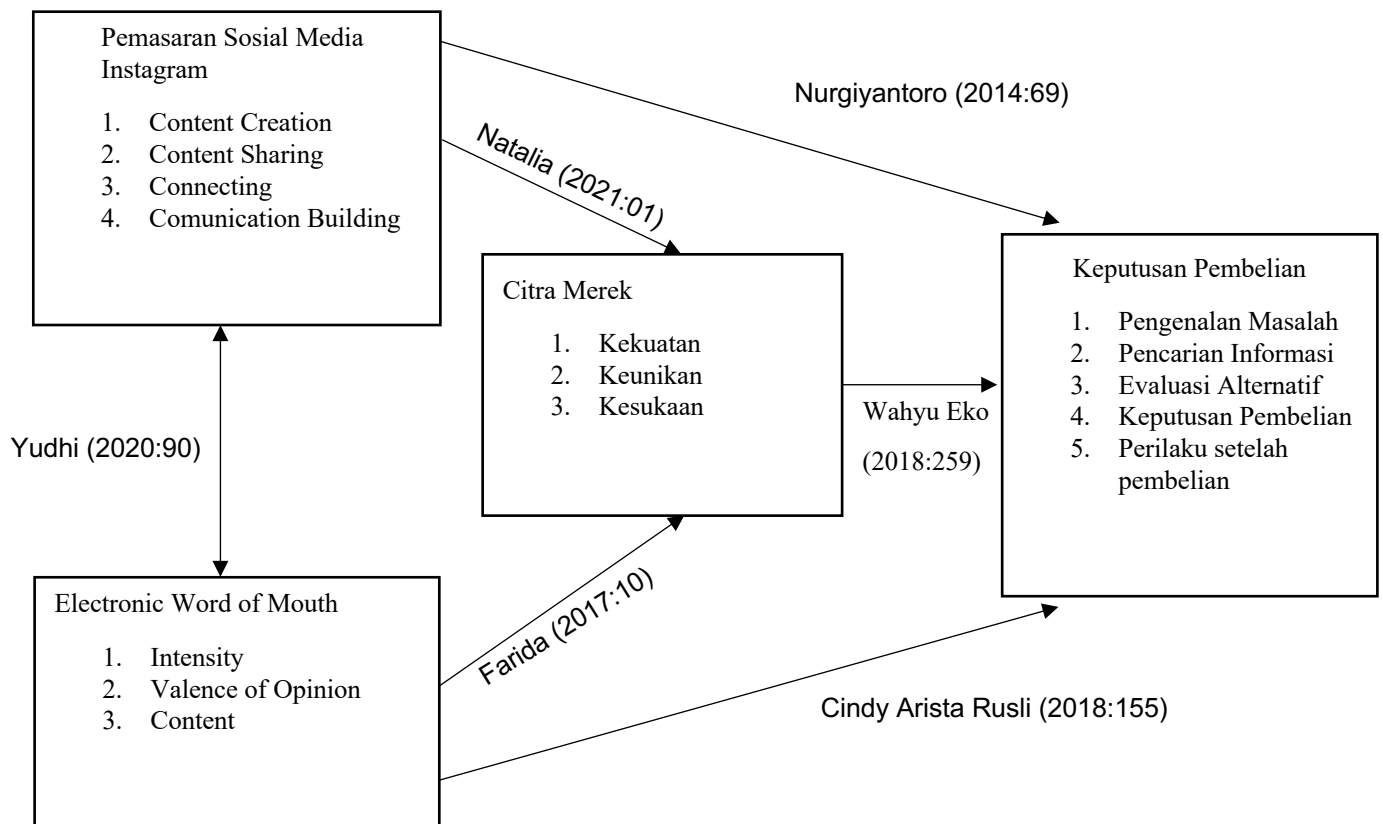 Pemasaran Sosial Media
Instagram
1. Content Creation
2. Content Sharing
3. Connecting
4. Comunication Building
Nurgiyantoro (2014:69)
Natalia (2021:01)
Citra Merek
1. Kekuatan
2. Keunikan
3. Kesukaan
Keputusan Pembelian
1. Pengenalan Masalah
2. Pencarian Informasi
3. Evaluasi Alternatif
4. Keputusan Pembelian
5. Perilaku setelah
pembelian
Wahyu Eko
(2018:259)
Yudhi (2020:90)
Electronic Word of Mouth
1. Intensity
2. Valence of Opinion
3. Content
Farida (2017:10)
Cindy Arista Rusli (2018:155)